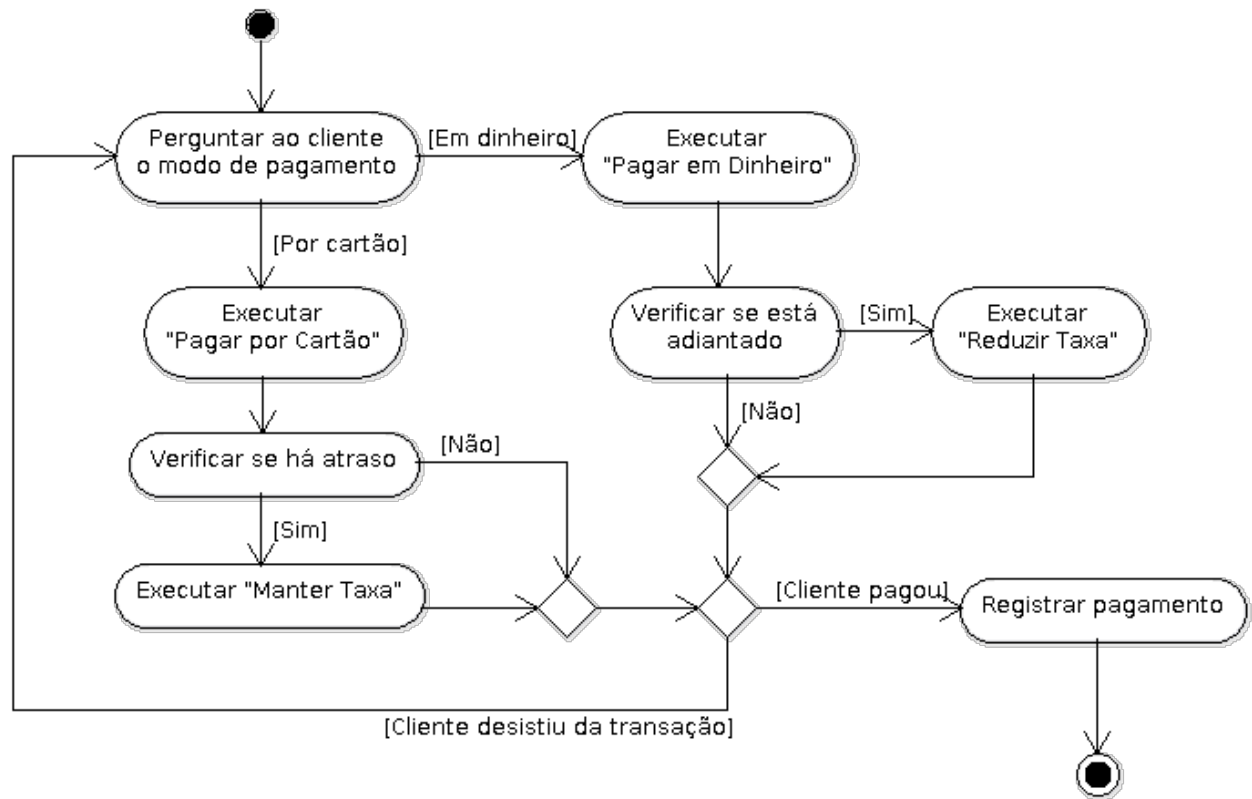 Perguntar ao cliente
o modo de pagamento
[Em dinheiro]
Executar
"Pagar em Dinheiro"
[Por cartão]
Executar
"Pagar por Cartão"
Verificar se está
adiantado
[Sim]
Executar
"Reduzir Taxa"
[Não]
Verificar se há atraso
[Não]
[Sim]
Executar "Manter Taxa"
[Cliente pagou]
Registrar pagamento
[Cliente desistiu da transação]